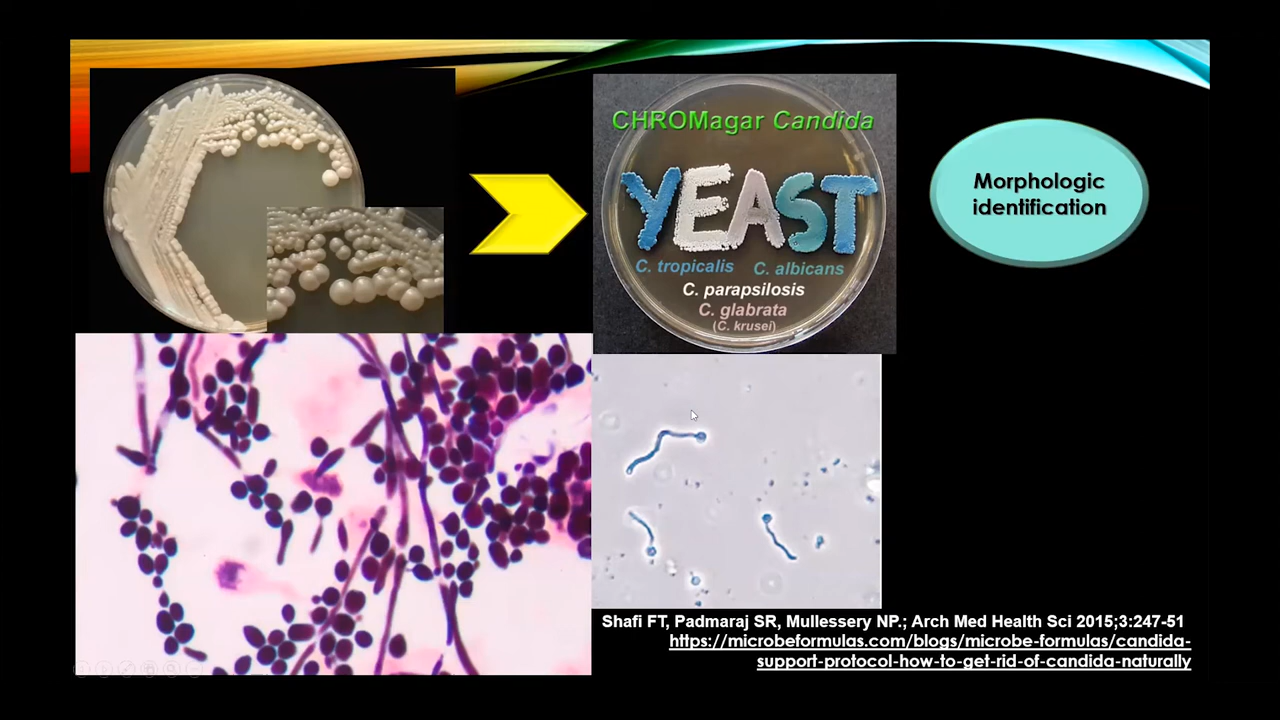 CHROMagar Candida
YEAST
C. tropicalis C. albicans
C. parapsilosis
C. glabrata
(C. krusei)
Morphologic
identification
Shafi FT, Padmaraj SR, Mullessery NP.; Arch Med Health Sci 2015;3:247-51
https://microbeformulas.com/blogs/microbe-formulas/candida-
support-protocol-how-to-get-rid-of-candida-naturally